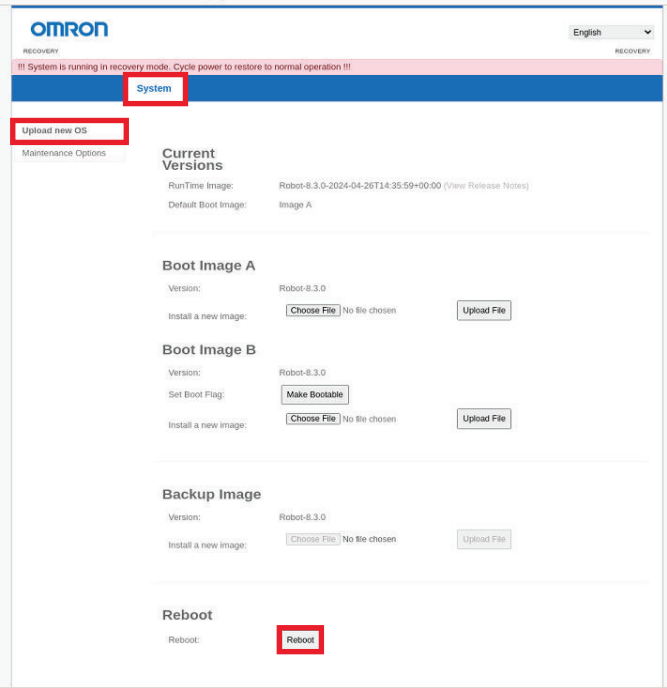 OMRON
English
RECOVERY
RECOVERY
!!! System is running in recovery mode. Cycle power to restore to normal operation !!!
System
Upload new OS
Maintenance Options
Current
Versions
RunTime Image: Robot-8.3.0-2024-04-26T14:35:59+00:00 (View Release Notes)
Default Boot Image: Image A
Boot Image A
Version: Robot-8.3.0
Install a new image: Choose File No file chosen Upload File
Boot Image B
Version: Robot-8.3.0
Set Boot Flag: Make Bootable
Install a new image: Choose File No file chosen Upload File
Backup Image
Version: Robot-8.3.0
Install a new image: Choose File No file chosen Upload File
Reboot
Reboot: Reboot